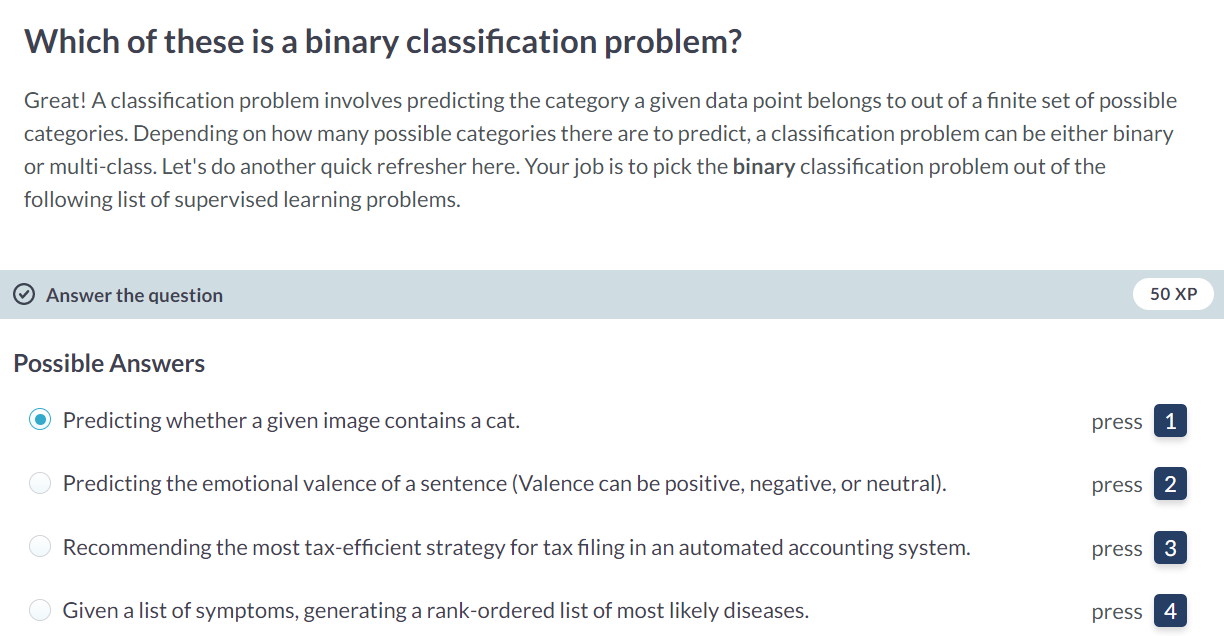 Which of these is a binary classification problem?
Great! A classification problem involves predicting the category a given data point belongs to out of a finite set of possible
categories. Depending on how many possible categories there are to predict, a classification problem can be either binary
or multi-class. Let's do another quick refresher here. Your job is to pick the binary classification problem out of the
following list of supervised learning problems.
Answer the question 50 XP
Possible Answers
Predicting whether a given image contains a cat. press 1
Predicting the emotional valence of a sentence (Valence can be positive, negative, or neutral). press 2
Recommending the most tax-efficient strategy for tax filing in an automated accounting system. press 3
Given a list of symptoms, generating a rank-ordered list of most likely diseases. press 4